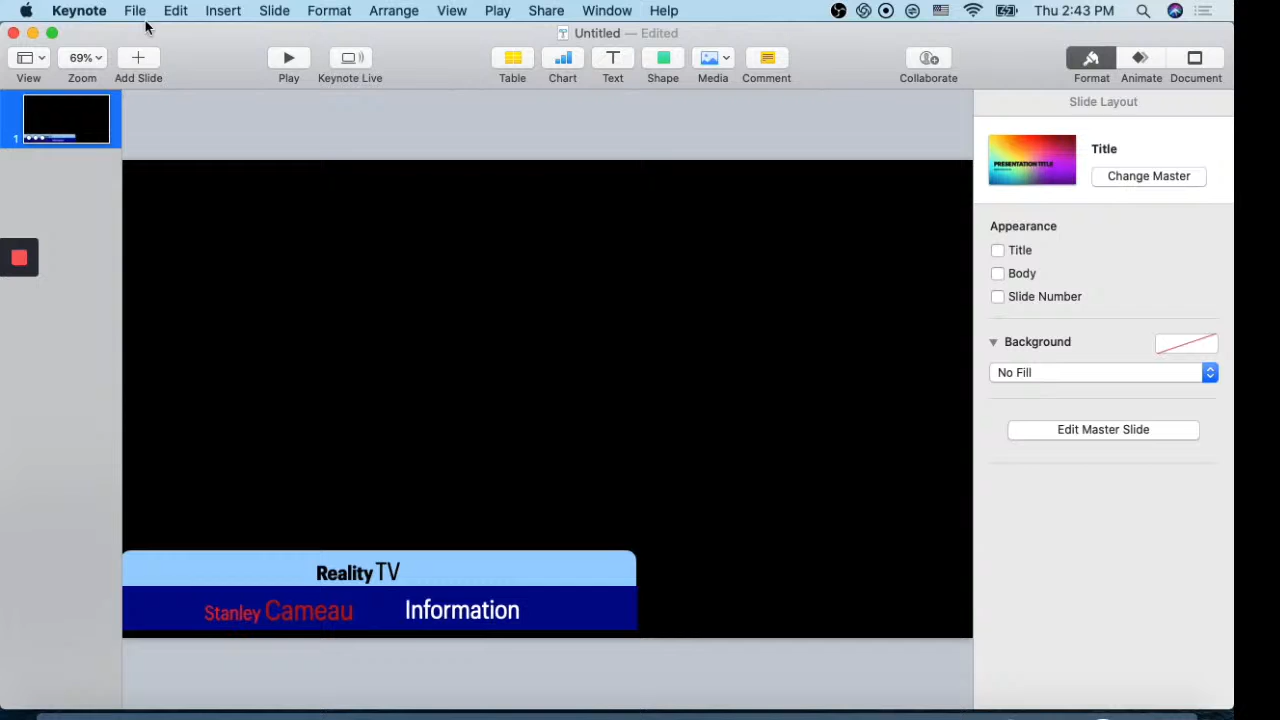 Keynote File Edit Insert Slide Format Arrange View Play Share Window Help Thu 2:43 PM
Untitled — Edited
69%
View Zoom Add Slide Play Keynote Live Table Chart Text Shape Media Comment Collaborate Format Animate Document
Slide Layout
1
PRESENTATION TITLE
Title
Change Master
Appearance
Title
Body
Slide Number
Background
No Fill
Edit Master Slide
Reality TV
Stanley Cameau Information